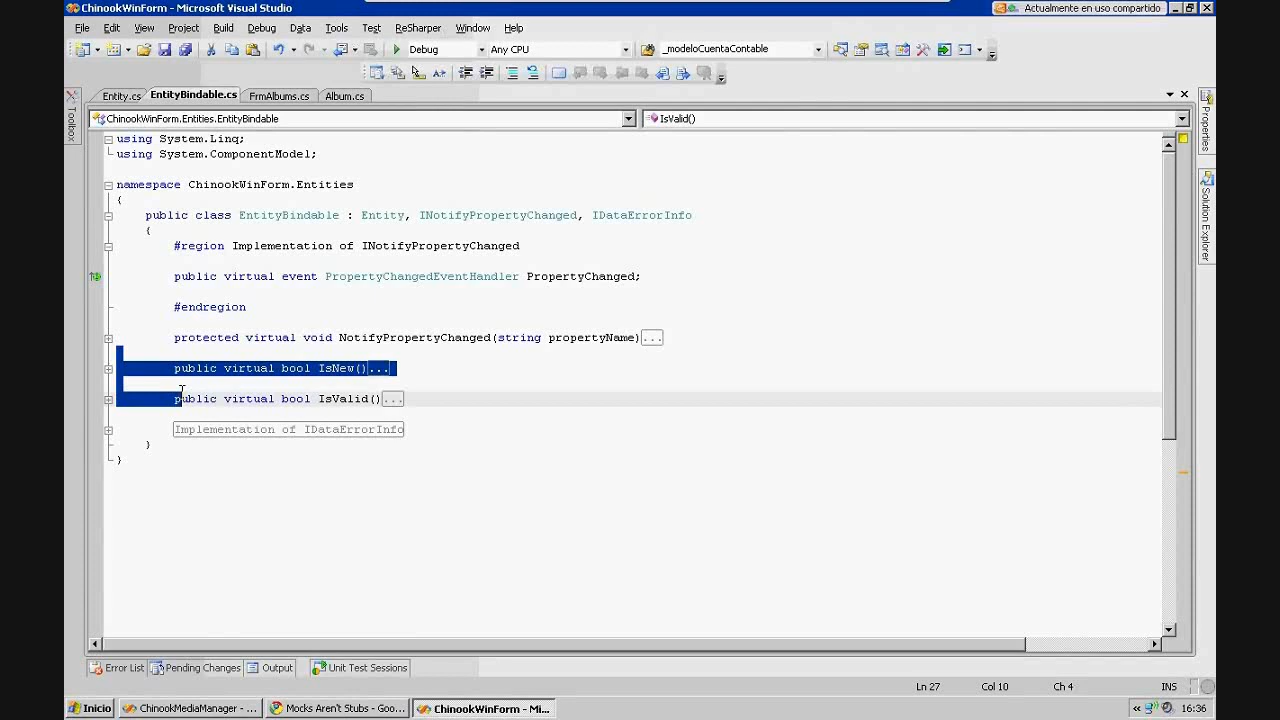 ChinookWinForm - Microsoft Visual Studio
Actualmente en uso compartido
File Edit View Project Build Debug Data Tools Test ReSharper Window Help
Debug Any CPU _modeloCuentaContable
Entity.cs EntityBindable.cs FrmAlbums.cs Album.cs
ChinookWinForm.Entities.EntityBindable IsValid()
Toolbox
Properties
Solution Explorer
using System.Linq;
using System.ComponentModel;
namespace ChinookWinForm.Entities
{
public class EntityBindable : Entity, INotifyPropertyChanged, IDataErrorInfo
{
#region Implementation of INotifyPropertyChanged
public virtual event PropertyChangedEventHandler PropertyChanged;
#endregion
protected virtual void NotifyPropertyChanged(string propertyName)...
public virtual bool IsNew()...
public virtual bool IsValid()...
Implementation of IDataErrorInfo
}
}
Error List Pending Changes Output Unit Test Sessions
Ln 27 Col 10 Ch 4 INS
Inicio ChinookMediaManager - ... Mocks Aren't Stubs - Goo... ChinookWinForm - Mi... « 16:36